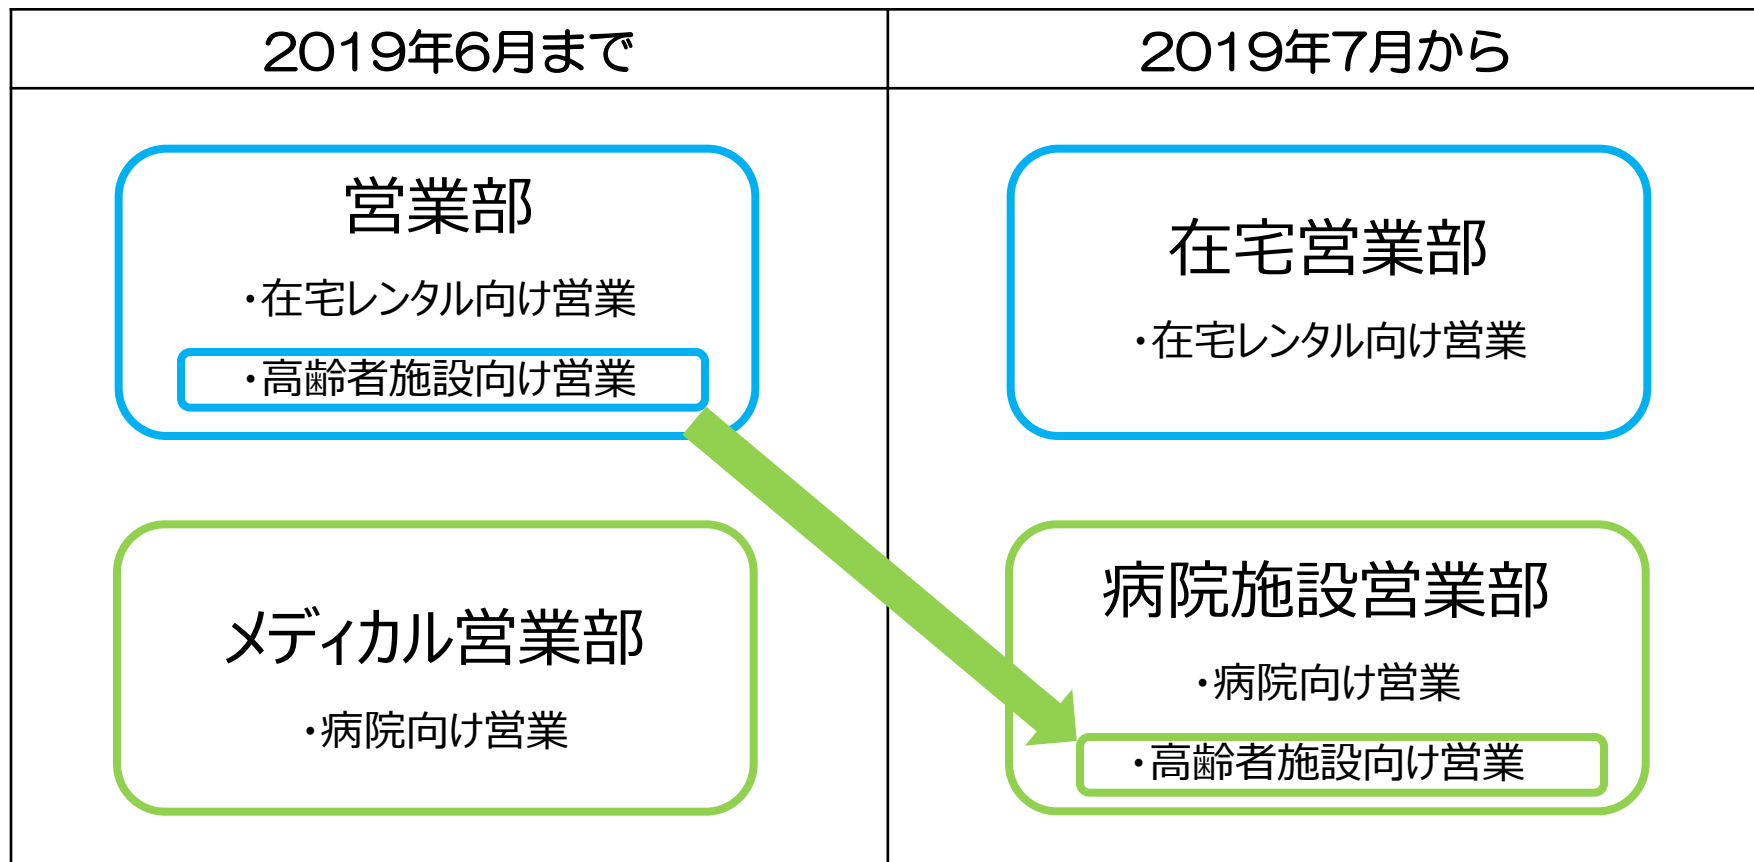 2019年6月まで
2019年7月から
営業部
・在宅レンタル向け営業
・高齢者施設向け営業
在宅営業部
・在宅レンタル向け営業
メディカル営業部
・病院向け営業
病院施設営業部
・病院向け営業
・高齢者施設向け営業